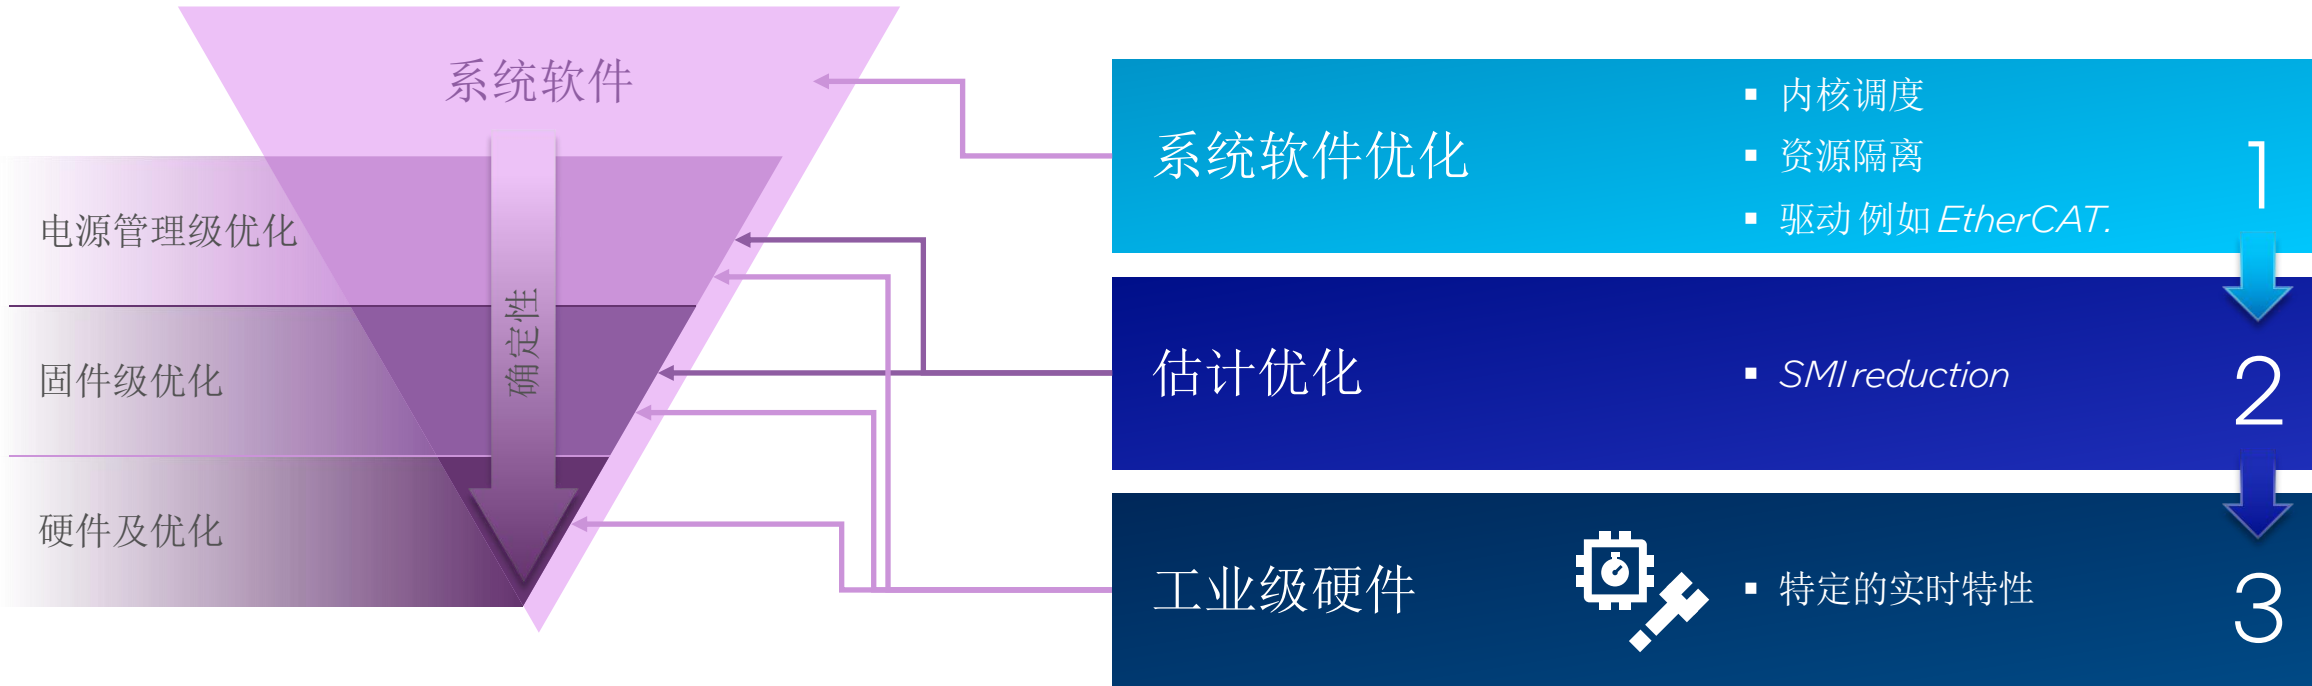 系统软件
电源管理级优化
固件级优化
硬件及优化
确定性
系统软件优化
▪ 内核调度
▪ 资源隔离
▪ 驱动 例如 EtherCAT.
1
估计优化
▪ SMI reduction
2
工业级硬件
▪ 特定的实时特性
3